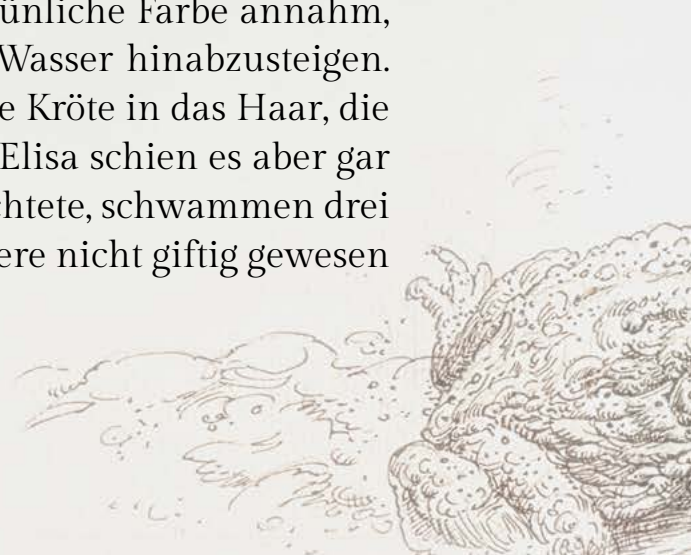 ünliche Farbe annahm,
Wasser hinabzusteigen.
e Kröte in das Haar, die
Elisa schien es aber gar
htete, schwammen drei
ere nicht giftig gewesen